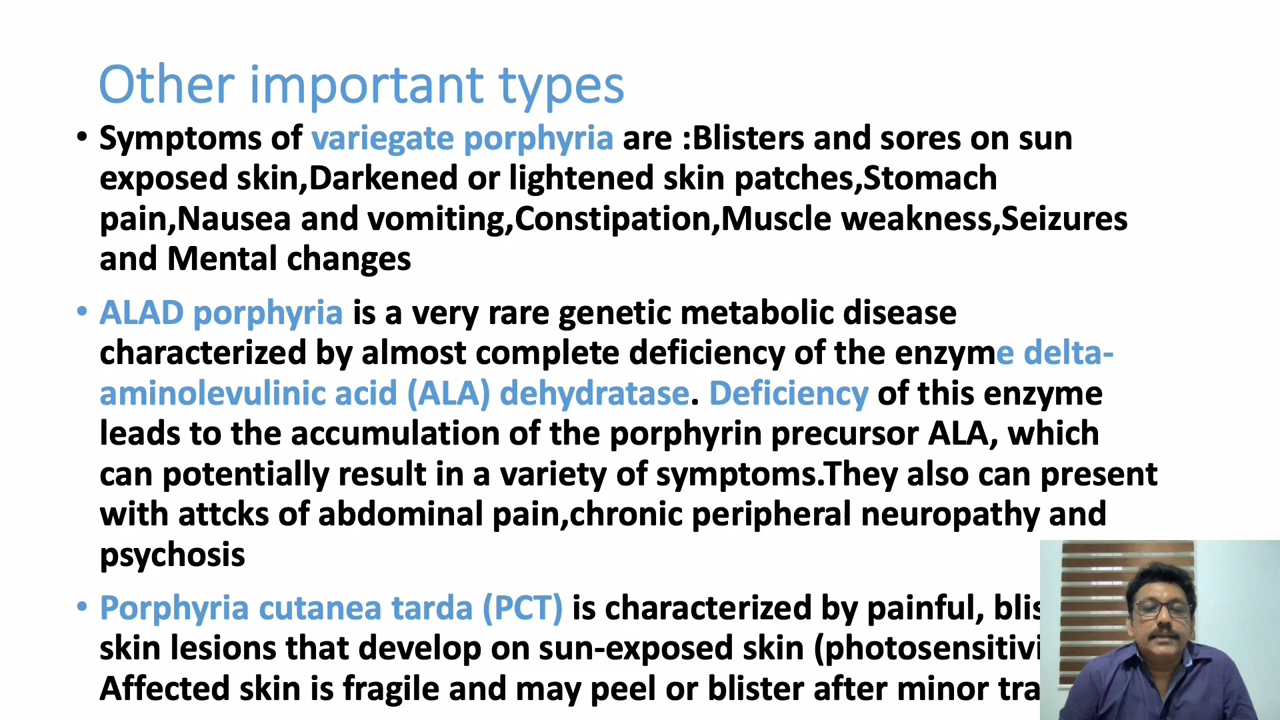 Other important types
• Symptoms of variegate porphyria are :Blisters and sores on sun
exposed skin,Darkened or lightened skin patches,Stomach
pain,Nausea and vomiting,Constipation,Muscle weakness,Seizures
and Mental changes
• ALAD porphyria is a very rare genetic metabolic disease
characterized by almost complete deficiency of the enzyme delta-
aminolevulinic acid (ALA) dehydratase. Deficiency of this enzyme
leads to the accumulation of the porphyrin precursor ALA, which
can potentially result in a variety of symptoms.They also can present
with attcks of abdominal pain,chronic peripheral neuropathy and
psychosis
• Porphyria cutanea tarda (PCT) is characterized by painful,
skin lesions that develop on sun-exposed skin
Affected skin is fragile and may peel or blister after minor